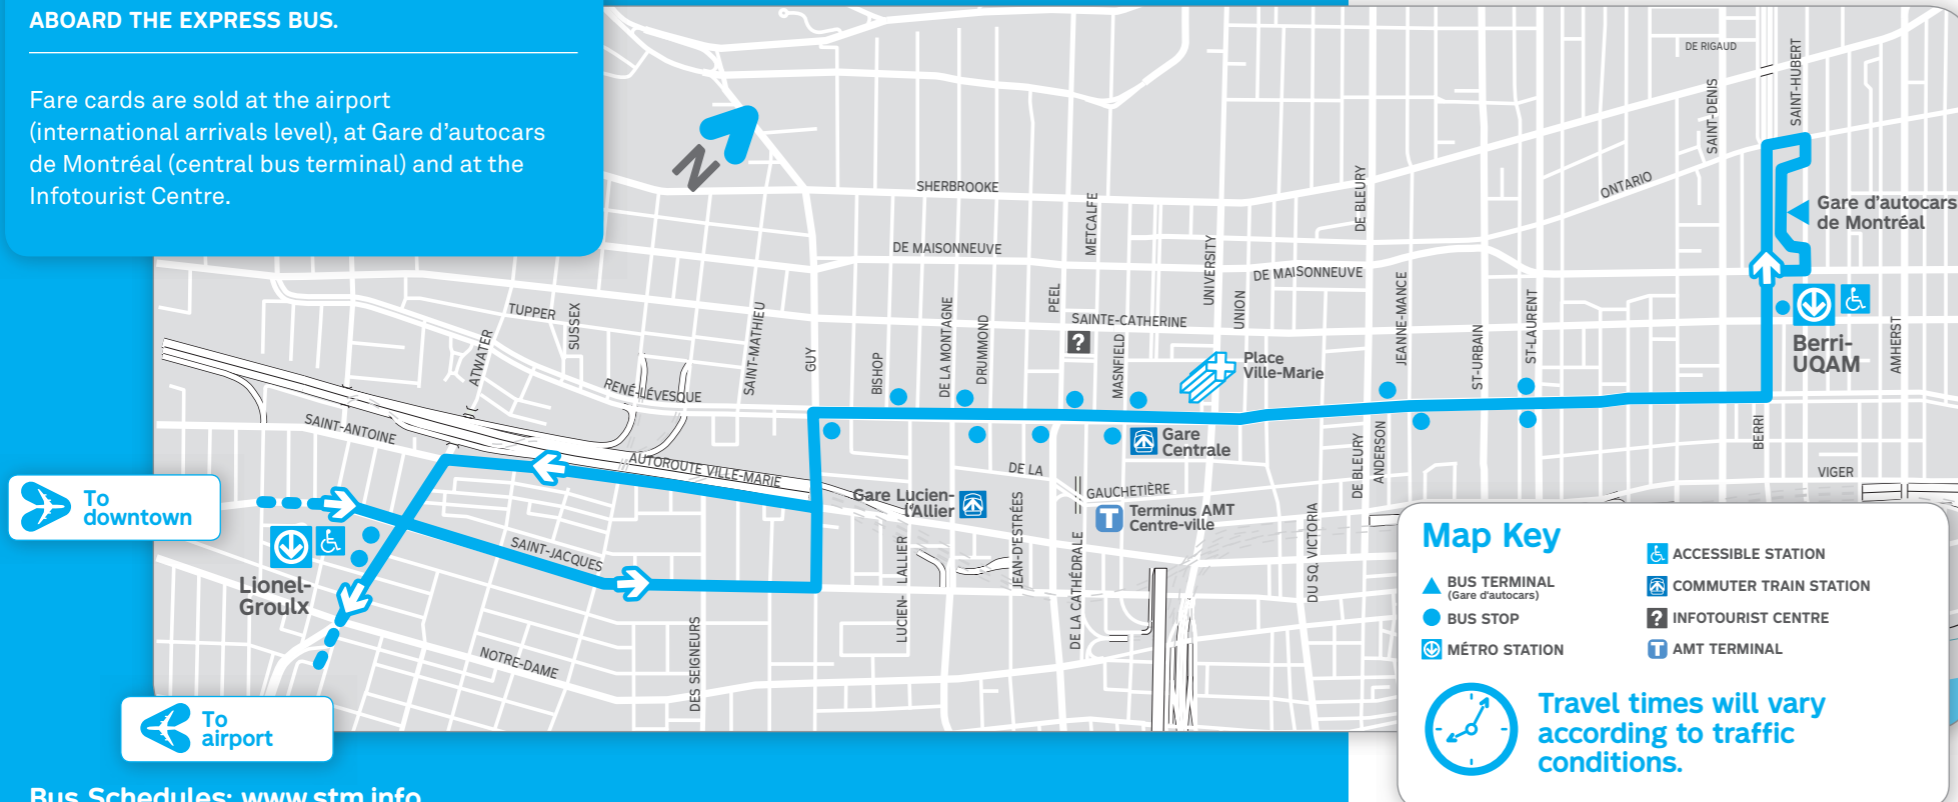 ABOARD THE EXPRESS BUS.
Fare cards are sold at the airport
(international arrivals level), at Gare d'autocars
de Montréal (central bus terminal) and at the
Infotourist Centre.
N
DE RIGAUD
SAINT-DENIS
SAINT-HUBERT
SHERBROOKE
METCALFE
DE BLEURY
ONTARIO
Gare d'autocars
de Montréal
DE MAISONNEUVE
UNIVERSITY
DE MAISONNEUVE
TUPPER
SUSSEX
ATWATER
SAINT-MATHIEU
GUY
BISHOP
DE LA MONTAGNE
DRUMMOND
PEEL
SAINTE-CATHERINE
?
MASNFIELD
UNION
Place
Ville-Marie
JEANNE-MANCE
ST-URBAIN
ST-LAURENT
Berri-
UQAM
AMHERST
RENÉ-LÉVESQUE
SAINT-ANTOINE
AUTOROUTE VILLE-MARIE
Gare
Centrale
DE BLEURY
ANDERSON
BERRI
VIGER
To
downtown
Gare Lucien-
l'Allier
DE LA
GAUCHETIÈRE
T
Terminus AMT
Centre-ville
Lionel-
Groulx
SAINT-JACQUES
LUCIEN- LALLIER
JEAN-D'ESTRÉES
DE LA CATHÉDRALE
DU SQ. VICTORIA
NOTRE-DAME
DES SEIGNEURS
To
airport
Map Key
BUS TERMINAL
(Gare d'autocars)
BUS STOP
MÉTRO STATION
ACCESSIBLE STATION
COMMUTER TRAIN STATION
? INFOTOURIST CENTRE
T AMT TERMINAL
Travel times will vary
according to traffic
conditions.
Bus Schedules: www.stm.info